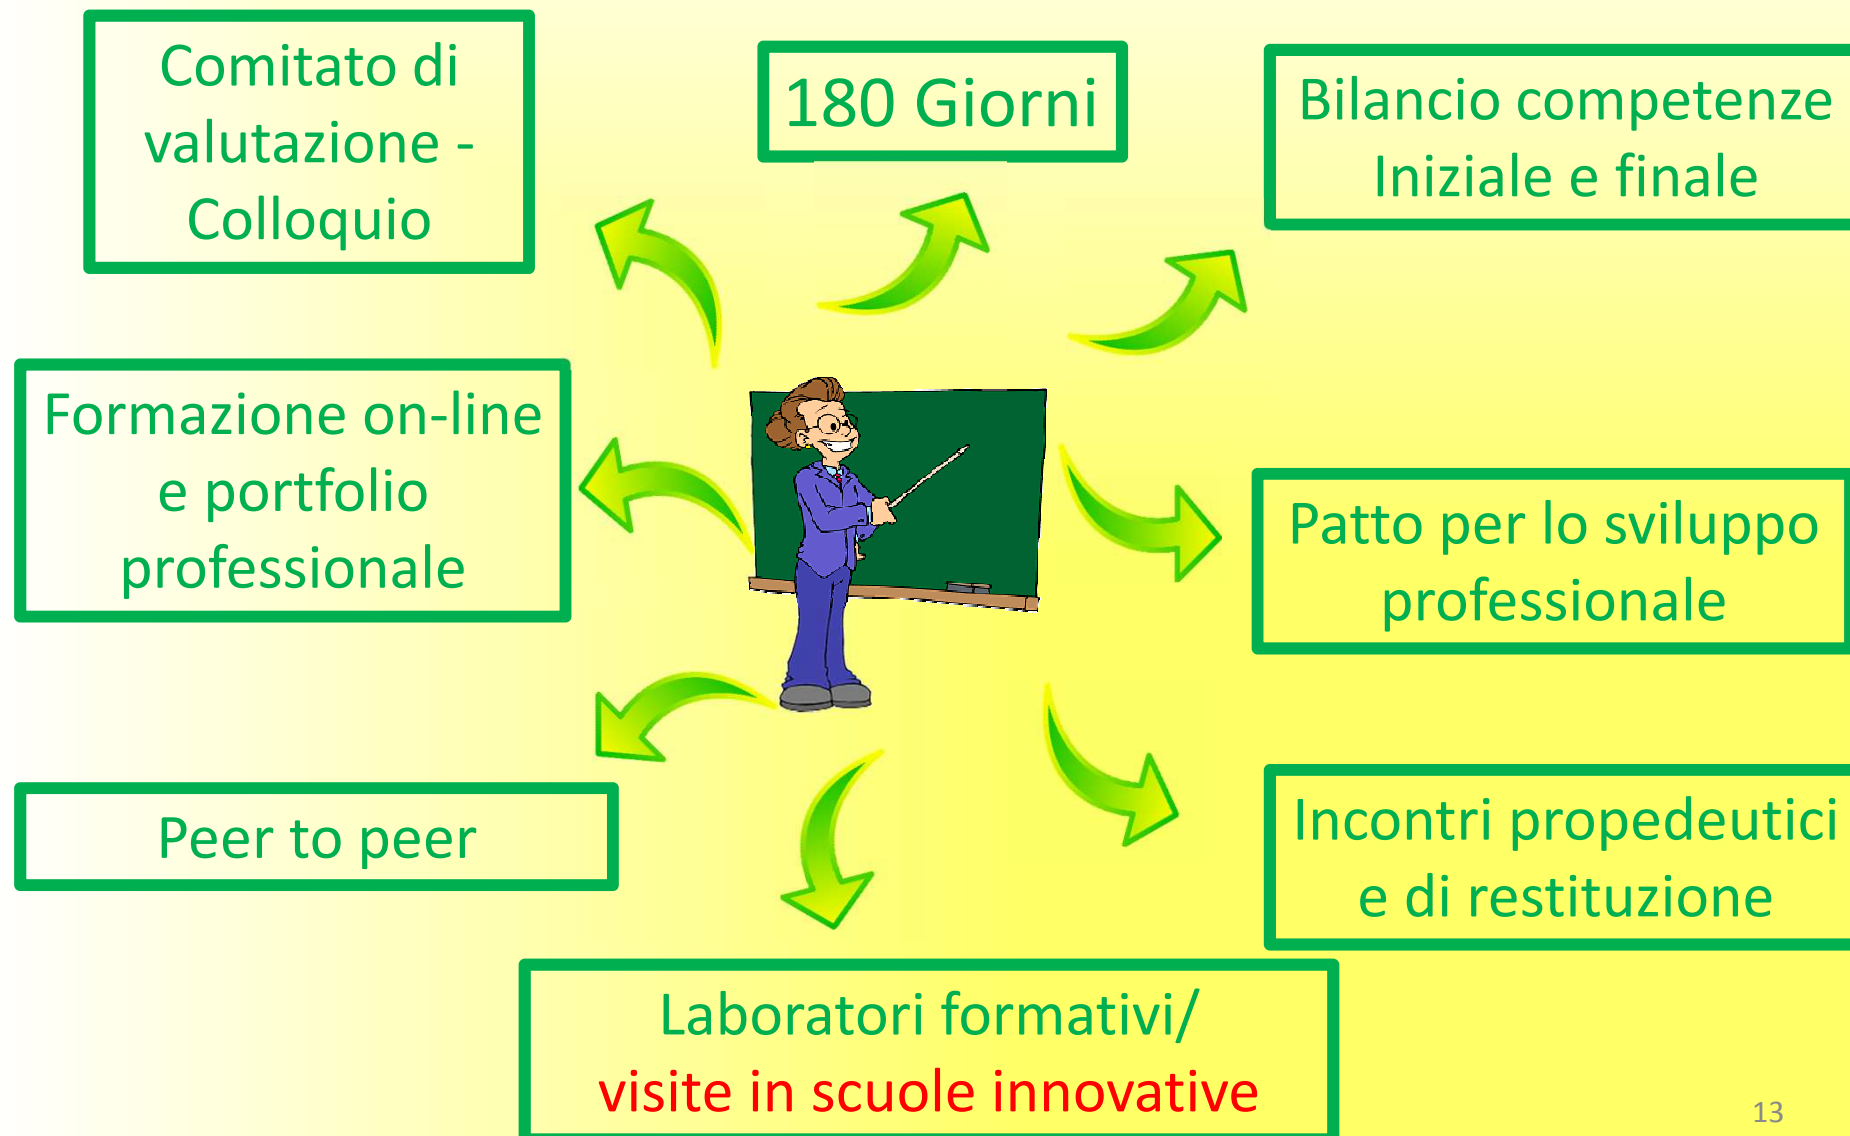 Comitato di
valutazione -
Colloquio
180 Giorni
Bilancio competenze
Iniziale e finale
Formazione on-line
e portfolio
professionale
Patto per lo sviluppo
professionale
Peer to peer
Incontri propedeutici
e di restituzione
Laboratori formativi/
visite in scuole innovative
13